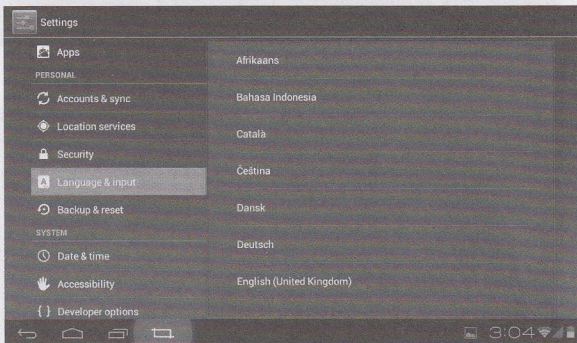 Settings
Apps
PERSONAL
Accounts & sync
Location services
Security
Language & input
Backup & reset
SYSTEM
Date & time
Accessibility
{ } Developer options
Afrikaans
Bahasa Indonesia
Català
Čeština
Dansk
Deutsch
English (United Kingdom)
3:04